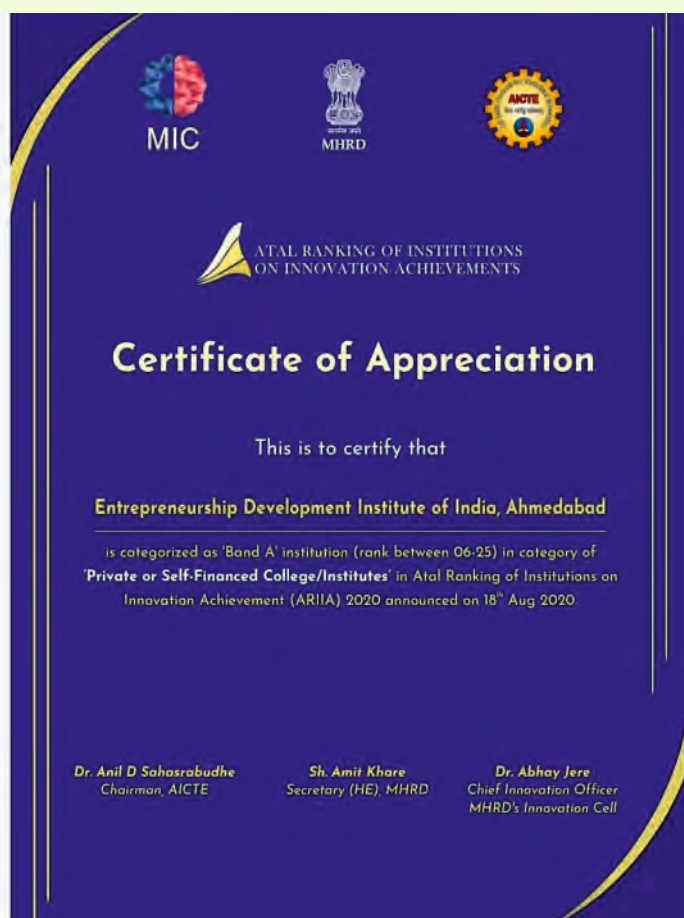 MIC
सत्यमेव जयते
MHRD
AICTE
ATAL RANKING OF INSTITUTIONS
ON INNOVATION ACHIEVEMENTS
Certificate of Appreciation
This is to certify that
Entrepreneurship Development Institute of India, Ahmedabad
is categorized as 'Band A' institution (rank between 06-25) in category of
'Private or Self-Financed College/Institutes' in Atal Ranking of Institutions on
Innovation Achievement (ARIIA) 2020 announced on 18th Aug 2020
Dr. Anil D Sahasrabudhe
Chairman, AICTE
Sh. Amit Khare
Secretary (HE), MHRD
Dr. Abhay Jere
Chief Innovation Officer
MHRD's Innovation Cell